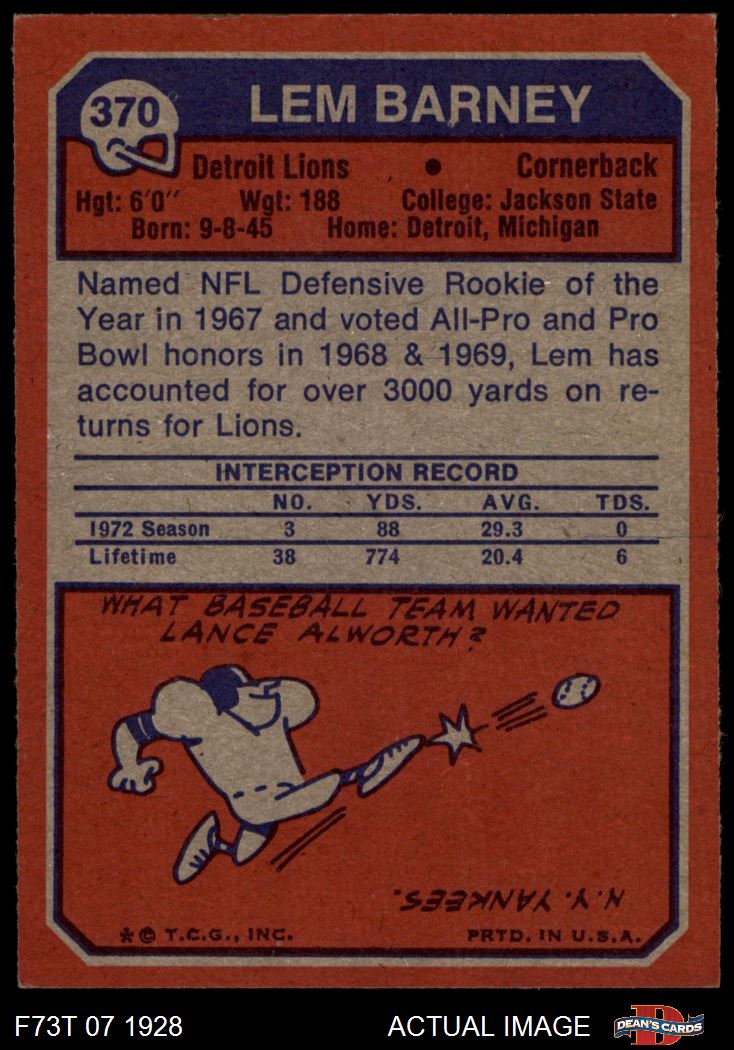 370
LEM BARNEY
Detroit Lions • Cornerback
Hgt: 6'0" Wgt: 188 College: Jackson State
Born: 9-8-45 Home: Detroit, Michigan
Named NFL Defensive Rookie of the
Year in 1967 and voted All-Pro and Pro
Bowl honors in 1968 & 1969, Lem has
accounted for over 3000 yards on re-
turns for Lions.
INTERCEPTION RECORD
NO. YDS. AVG. TDS.
1972 Season 3 88 29.3 0
Lifetime 38 774 20.4 6
WHAT BASEBALL TEAM WANTED
LANCE ALWORTH?
N.Y. YANKEES.
*© T.C.G., INC. PRTD. IN U.S.A.
F73T 07 1928 ACTUAL IMAGE D DEAN'S CARDS